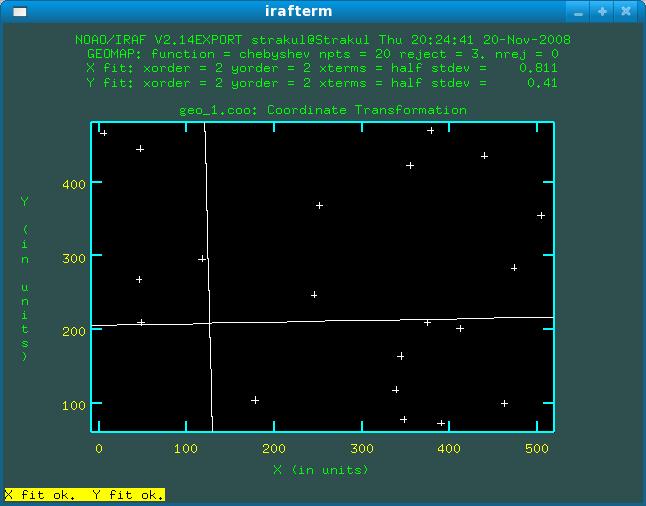 irafterm
NOAO/IRAF V2.14EXPORT strakul@Strakul Thu 20:24:41 20-Nov-2008
GEOMAP: function = chebyshev npts = 20 reject = 3. nrej = 0
X fit: xorder = 2 yorder = 2 xterms = half stdev = 0.811
Y fit: xorder = 2 yorder = 2 xterms = half stdev = 0.41
geo_1.coo: Coordinate Transformation
Y (in units)
400
300
200
100
0 100 200 300 400 500
X (in units)
X fit ok. Y fit ok.